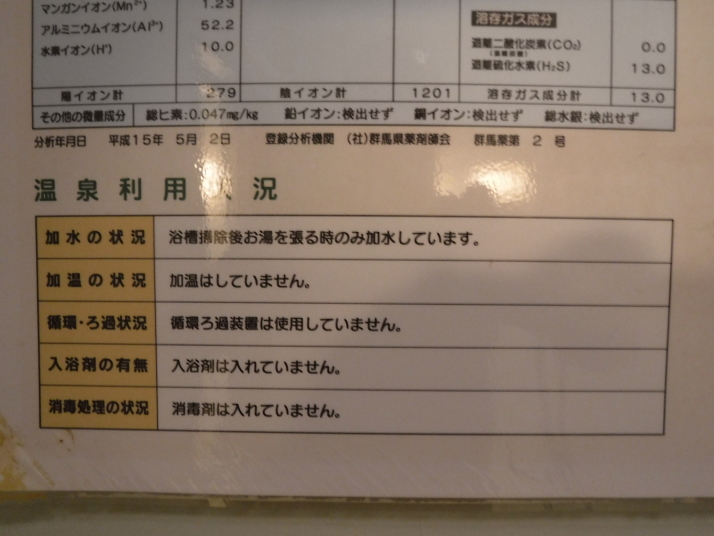 マンガンイオン(Mn²⁺) 1.23
アルミニウムイオン(Al³⁺) 52.2
水素イオン(H⁺) 10.0
溶存ガス成分
遊離二酸化炭素(CO₂) 0.0
遊離硫化水素(H₂S) 13.0
陽イオン計 279 陰イオン計 1201 溶存ガス成分計 13.0
その他の微量成分 総ヒ素:0.047mg/kg 鉛イオン:検出せず 銅イオン:検出せず 総水銀:検出せず
分析年月日 平成15年 5月 2日 登録分析機関 (社)群馬県薬剤師会 群馬薬第 2 号
温泉利用状況
加水の状況 浴槽掃除後お湯を張る時のみ加水しています。
加温の状況 加温はしていません。
循環・ろ過状況 循環ろ過装置は使用していません。
入浴剤の有無 入浴剤は入れていません。
消毒処理の状況 消毒剤は入れていません。